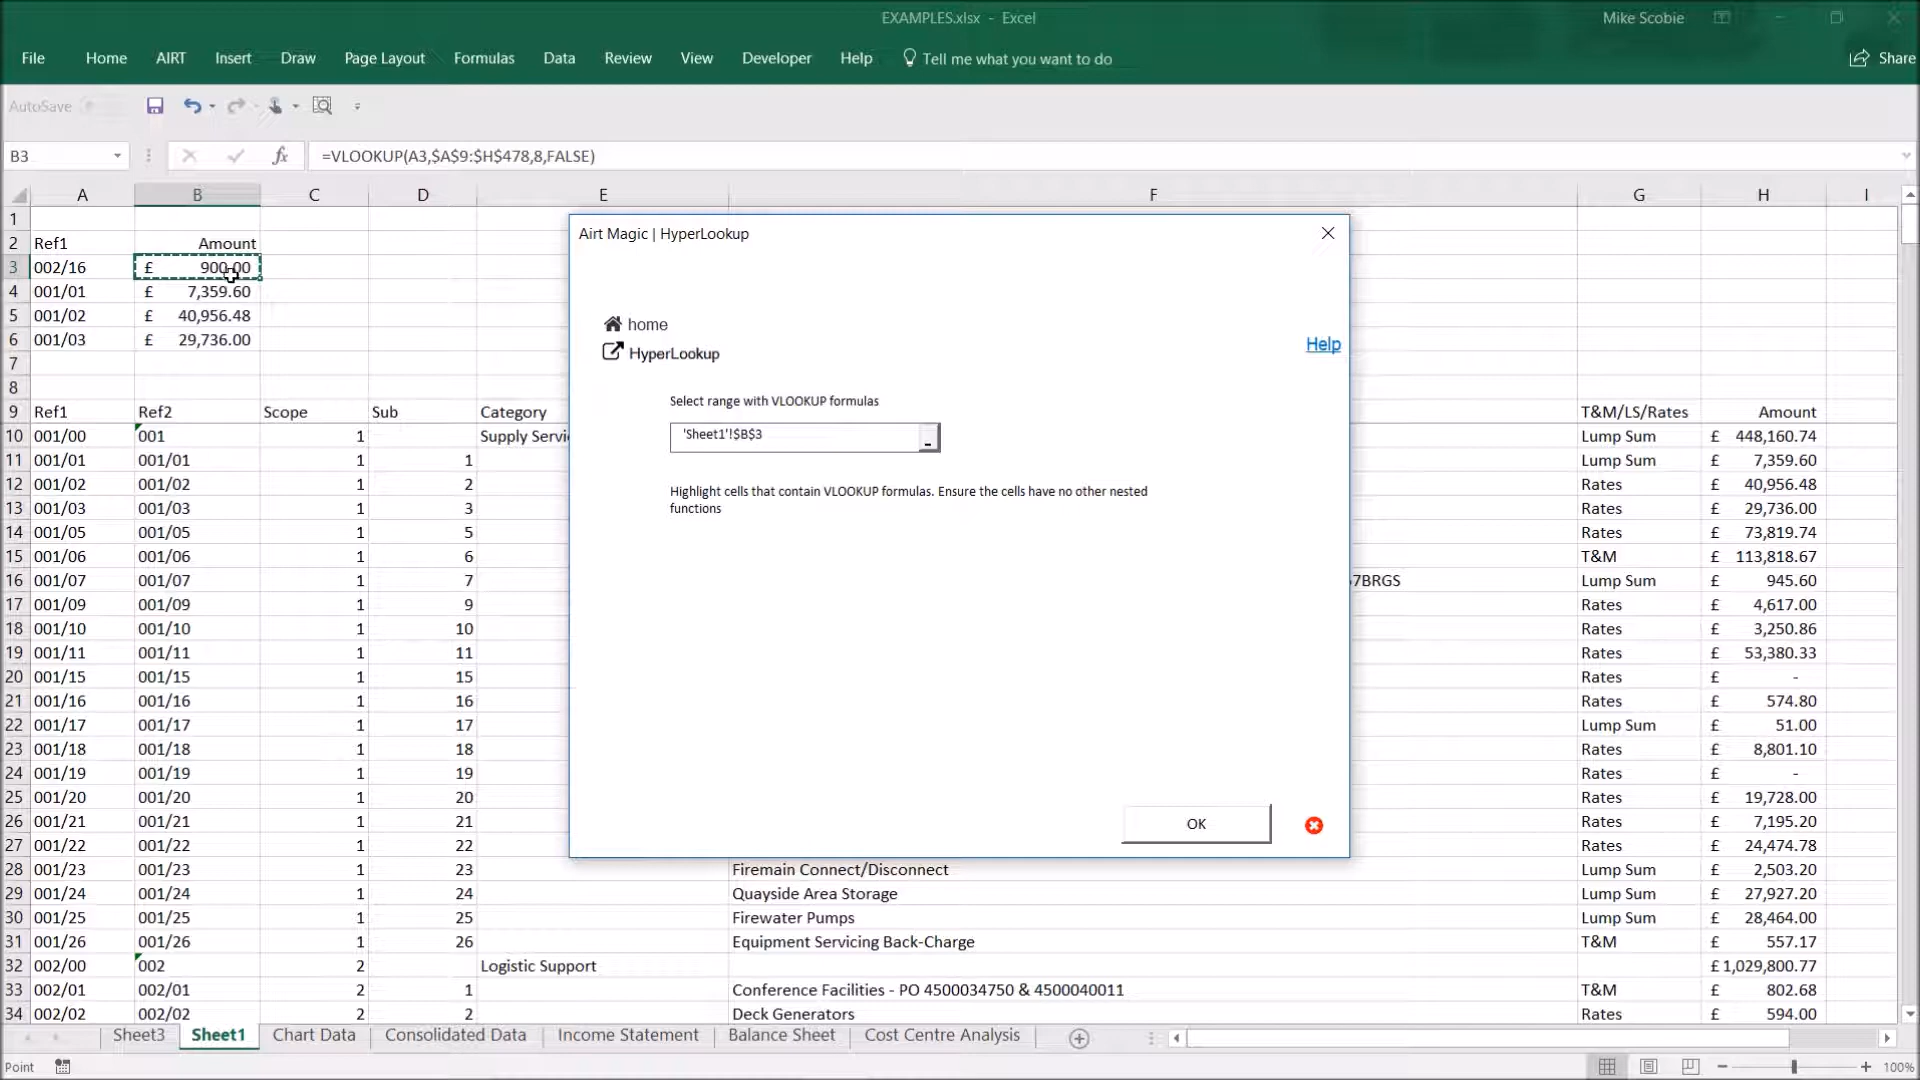 EXAMPLES.xlsx - Excel
Mike Scobie
File Home AIRT Insert Draw Page Layout Formulas Data Review View Developer Help Tell me what you want to do Share
AutoSave
B3 fx =VLOOKUP(A3,$A$9:$H$478,8,FALSE)
A B C D E F G H I
1
2 Ref1 Amount
3 002/16 £ 900.00
4 001/01 £ 7,359.60
5 001/02 £ 40,956.48
6 001/03 £ 29,736.00
7
8
9 Ref1 Ref2 Scope Sub Category T&M/LS/Rates Amount
10 001/00 001 1 Supply Servi Lump Sum £ 448,160.74
11 001/01 001/01 1 1 Lump Sum £ 7,359.60
12 001/02 001/02 1 2 Rates £ 40,956.48
13 001/03 001/03 1 3 Rates £ 29,736.00
14 001/05 001/05 1 5 Rates £ 73,819.74
15 001/06 001/06 1 6 T&M £ 113,818.67
16 001/07 001/07 1 7 7BRGS Lump Sum £ 945.60
17 001/09 001/09 1 9 Rates £ 4,617.00
18 001/10 001/10 1 10 Rates £ 3,250.86
19 001/11 001/11 1 11 Rates £ 53,380.33
20 001/15 001/15 1 15 Rates £ -
21 001/16 001/16 1 16 Rates £ 574.80
22 001/17 001/17 1 17 Lump Sum £ 51.00
23 001/18 001/18 1 18 Rates £ 8,801.10
24 001/19 001/19 1 19 Rates £ -
25 001/20 001/20 1 20 Rates £ 19,728.00
26 001/21 001/21 1 21 Rates £ 7,195.20
27 001/22 001/22 1 22 Rates £ 24,474.78
28 001/23 001/23 1 23 Firemain Connect/Disconnect Lump Sum £ 2,503.20
29 001/24 001/24 1 24 Quayside Area Storage Lump Sum £ 27,927.20
30 001/25 001/25 1 25 Firewater Pumps Lump Sum £ 28,464.00
31 001/26 001/26 1 26 Equipment Servicing Back-Charge T&M £ 557.17
32 002/00 002 2 Logistic Support £ 1,029,800.77
33 002/01 002/01 2 1 Conference Facilities - PO 4500034750 & 4500040011 T&M £ 802.68
34 002/02 002/02 2 2 Deck Generators Rates £ 594.00
Airt Magic | HyperLookup
home
HyperLookup
Help
Select range with VLOOKUP formulas
'Sheet1'!$B$3
Highlight cells that contain VLOOKUP formulas. Ensure the cells have no other nested
functions
OK
Sheet3 Sheet1 Chart Data Consolidated Data Income Statement Balance Sheet Cost Centre Analysis
Point
100%